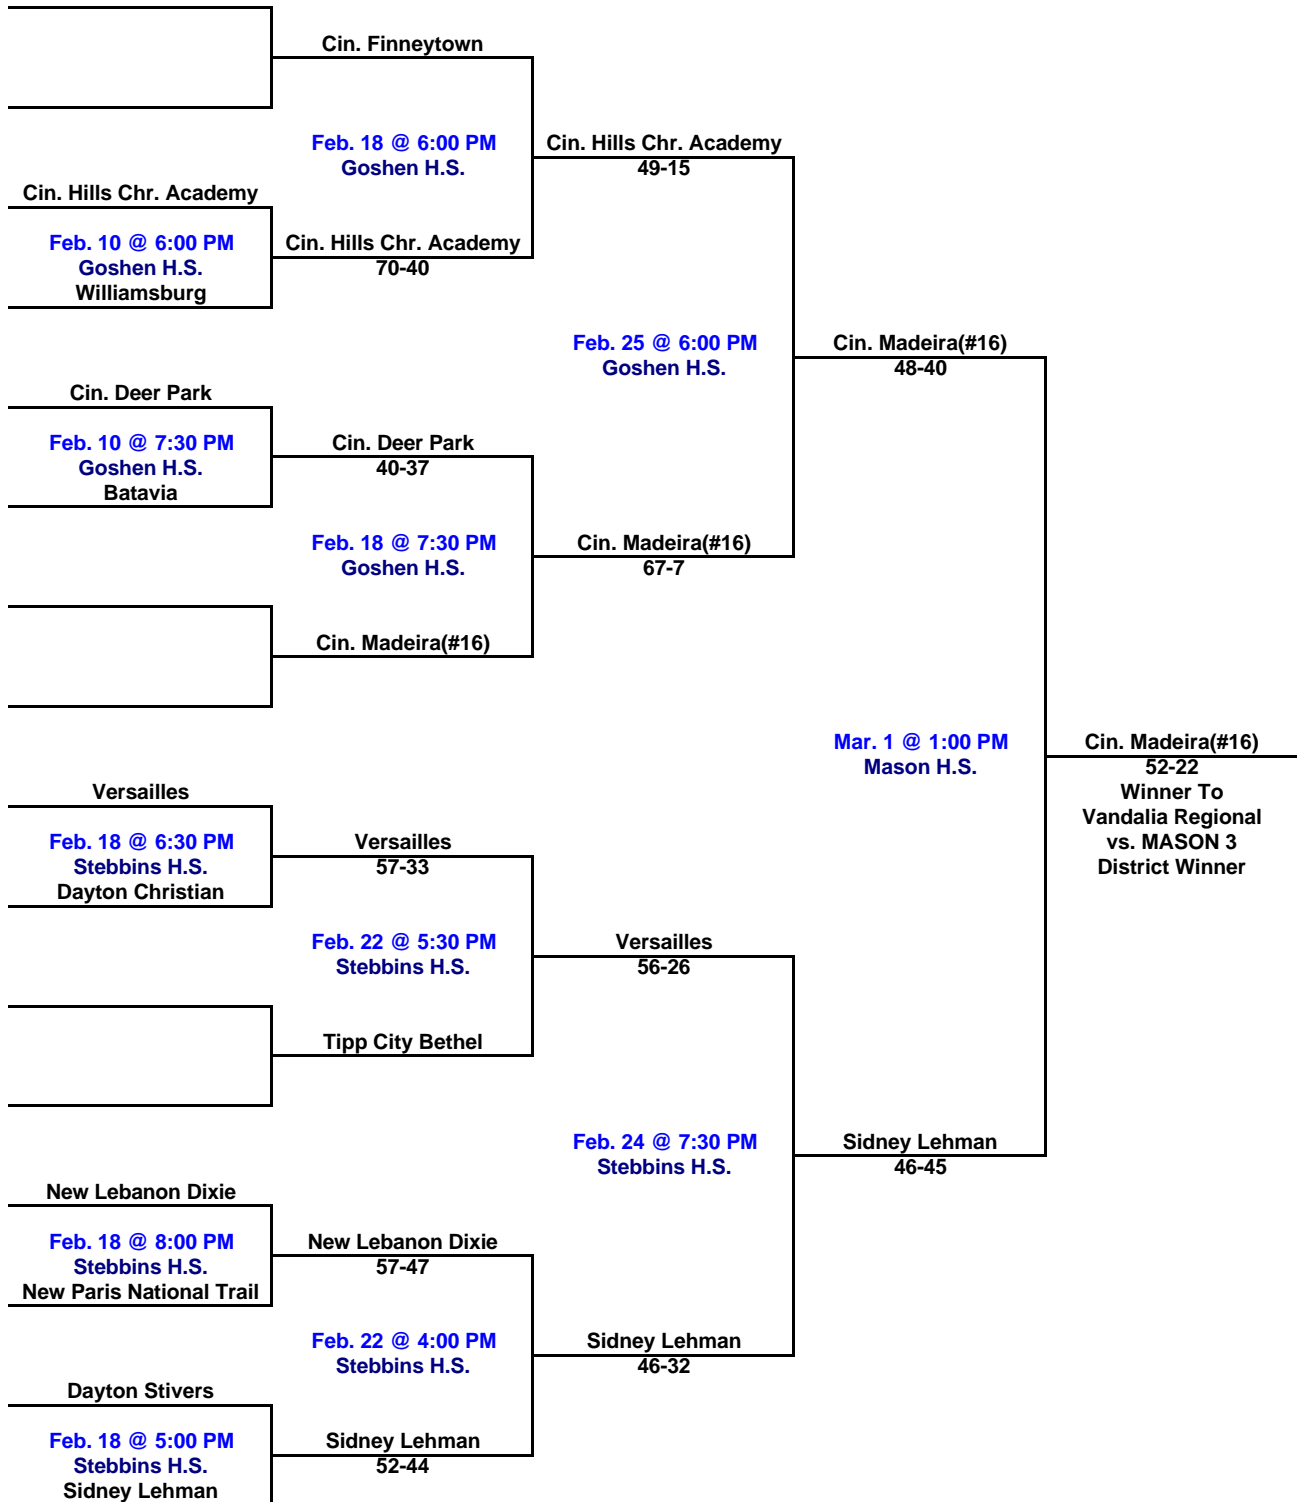 Cin. Finneytown
Feb. 18 @ 6:00 PM
Goshen H.S.
Cin. Hills Chr. Academy
49-15
Cin. Hills Chr. Academy
Feb. 10 @ 6:00 PM
Goshen H.S.
Williamsburg
Cin. Hills Chr. Academy
70-40
Feb. 25 @ 6:00 PM
Goshen H.S.
Cin. Madeira(#16)
48-40
Cin. Deer Park
Feb. 10 @ 7:30 PM
Goshen H.S.
Batavia
Cin. Deer Park
40-37
Feb. 18 @ 7:30 PM
Goshen H.S.
Cin. Madeira(#16)
67-7
Cin. Madeira(#16)
Mar. 1 @ 1:00 PM
Mason H.S.
Cin. Madeira(#16)
52-22
Winner To
Vandalia Regional
vs. MASON 3
District Winner
Versailles
Feb. 18 @ 6:30 PM
Stebbins H.S.
Dayton Christian
Versailles
57-33
Feb. 22 @ 5:30 PM
Stebbins H.S.
Versailles
56-26
Tipp City Bethel
Feb. 24 @ 7:30 PM
Stebbins H.S.
Sidney Lehman
46-45
New Lebanon Dixie
Feb. 18 @ 8:00 PM
Stebbins H.S.
New Paris National Trail
New Lebanon Dixie
57-47
Feb. 22 @ 4:00 PM
Stebbins H.S.
Sidney Lehman
46-32
Dayton Stivers
Feb. 18 @ 5:00 PM
Stebbins H.S.
Sidney Lehman
Sidney Lehman
52-44